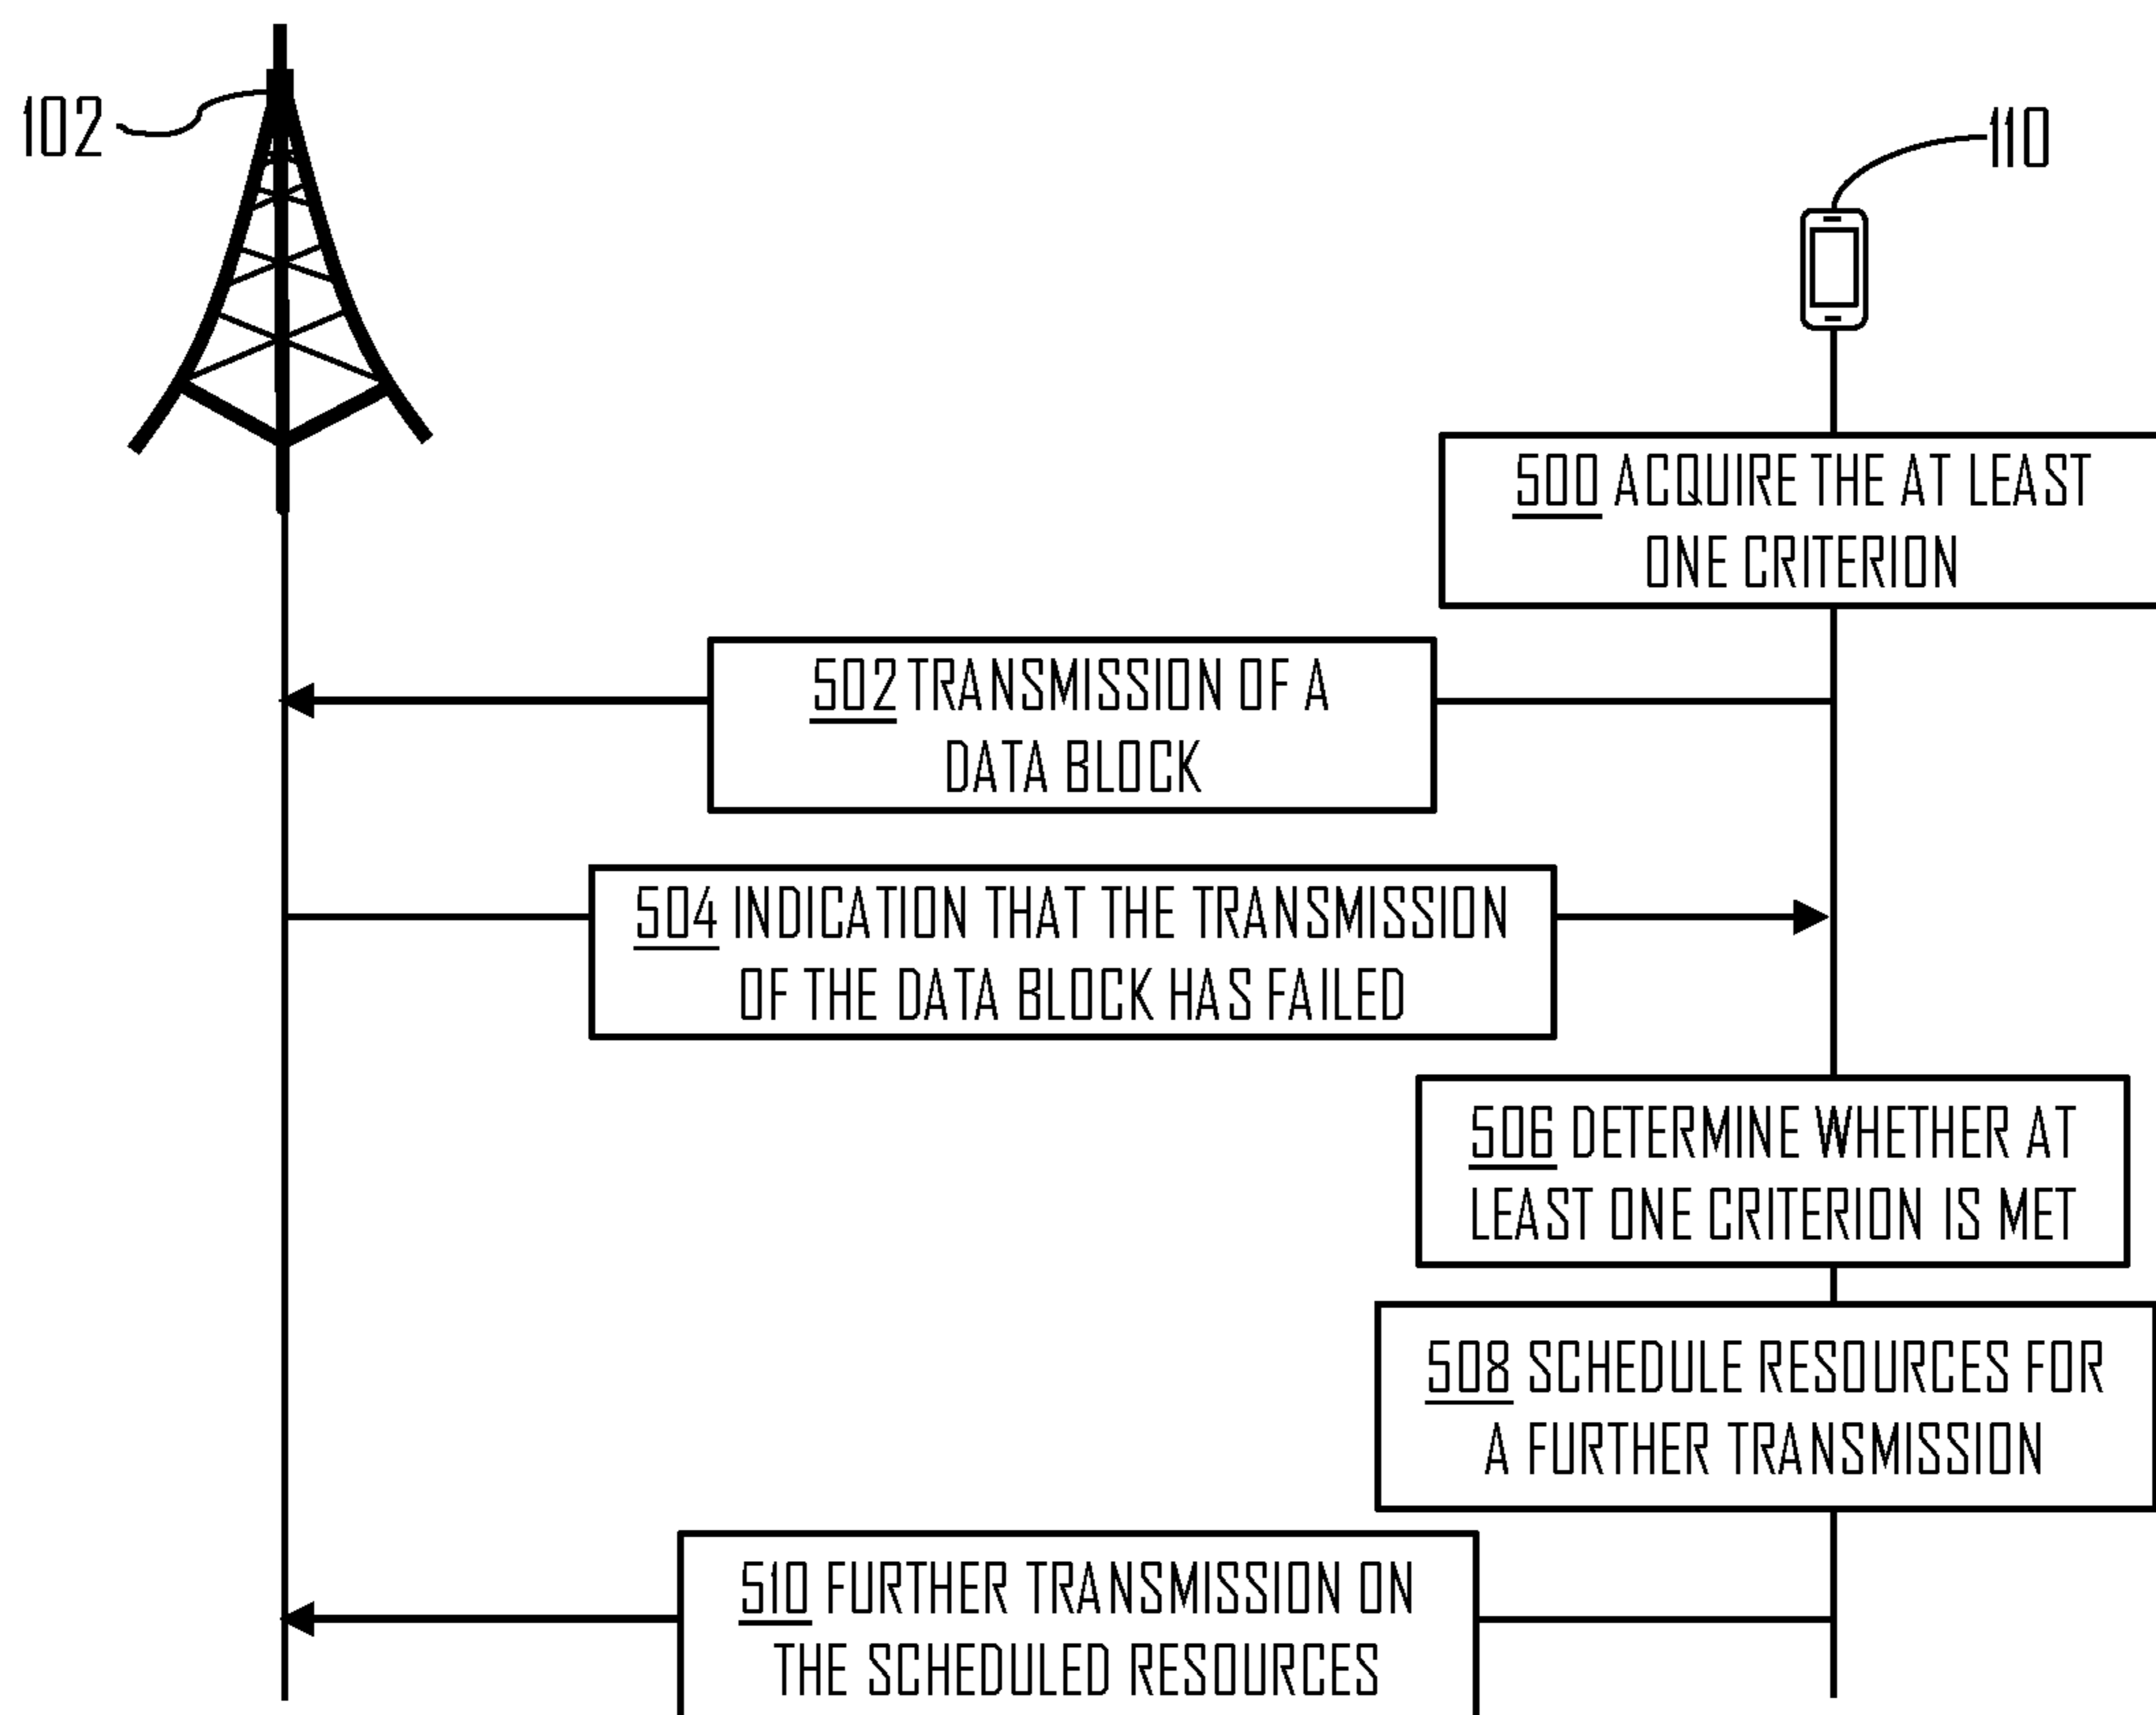 102
110
500 ACQUIRE THE AT LEAST
ONE CRITERION
502 TRANSMISSION OF A
DATA BLOCK
504 INDICATION THAT THE TRANSMISSION
OF THE DATA BLOCK HAS FAILED
506 DETERMINE WHETHER AT
LEAST ONE CRITERION IS MET
508 SCHEDULE RESOURCES FOR
A FURTHER TRANSMISSION
510 FURTHER TRANSMISSION ON
THE SCHEDULED RESOURCES